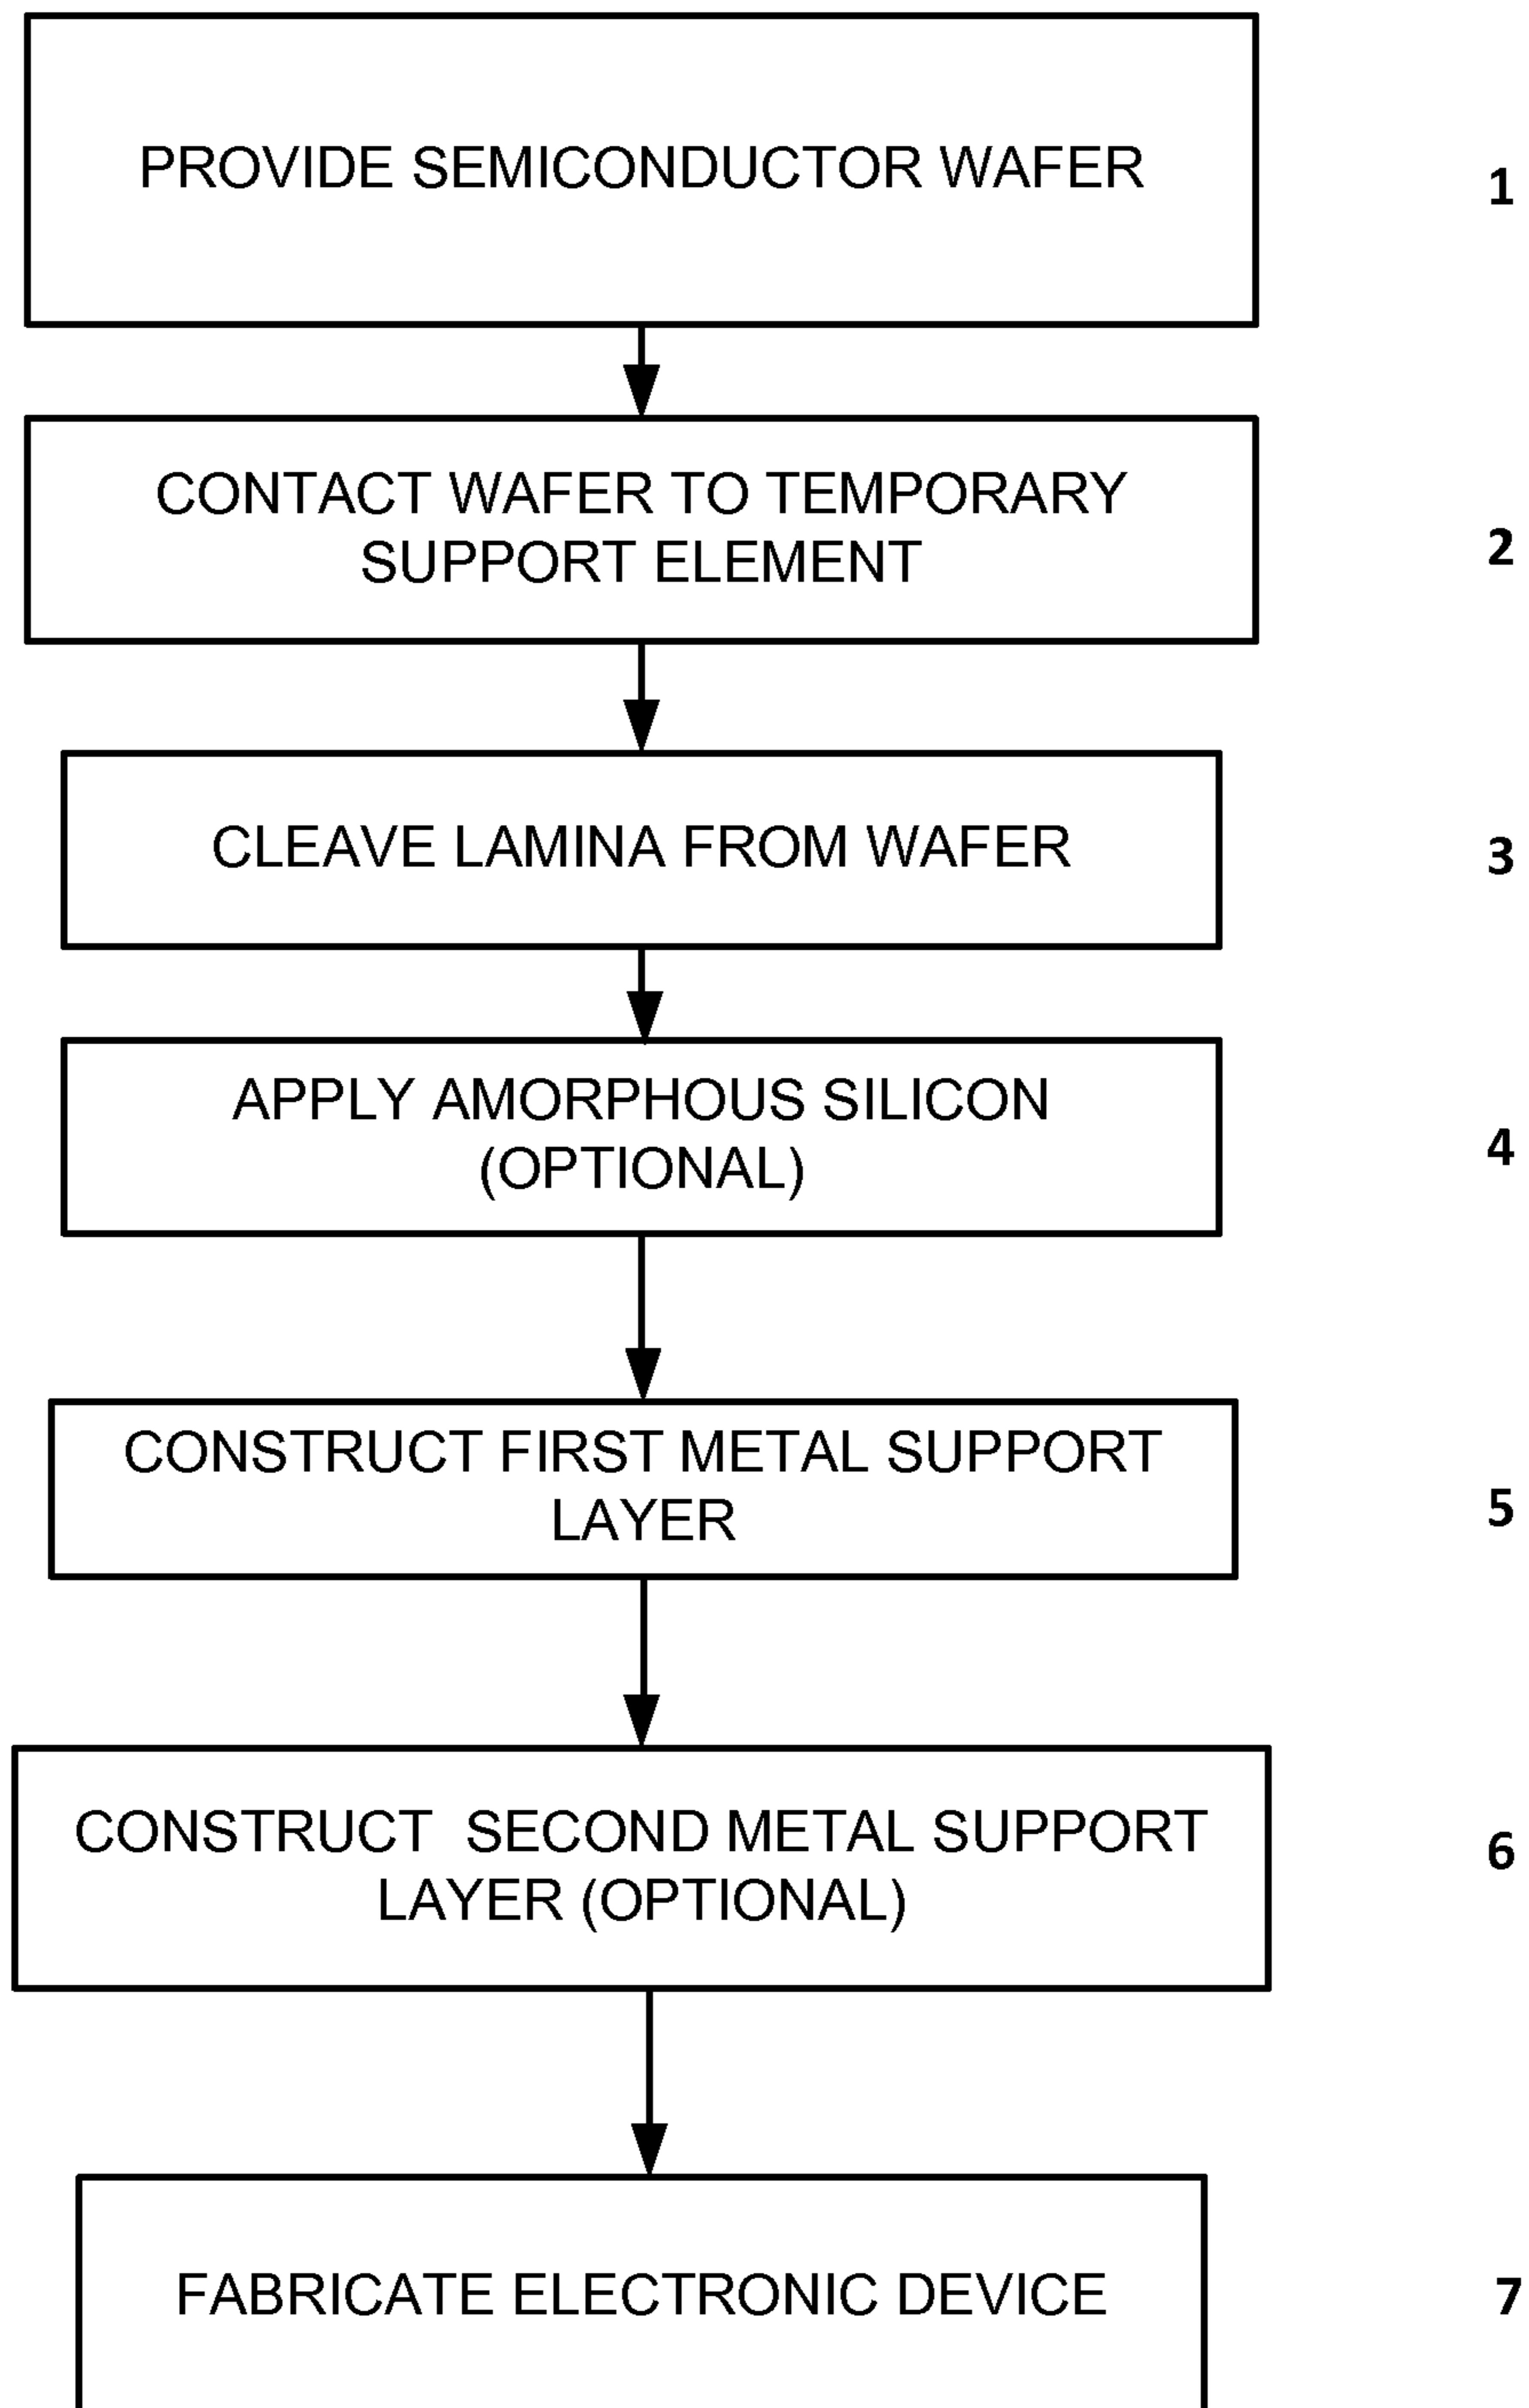 PROVIDE SEMICONDUCTOR WAFER
1
CONTACT WAFER TO TEMPORARY
SUPPORT ELEMENT
2
CLEAVE LAMINA FROM WAFER
3
APPLY AMORPHOUS SILICON
(OPTIONAL)
4
CONSTRUCT FIRST METAL SUPPORT
LAYER
5
CONSTRUCT  SECOND METAL SUPPORT
LAYER (OPTIONAL)
6
FABRICATE ELECTRONIC DEVICE
7